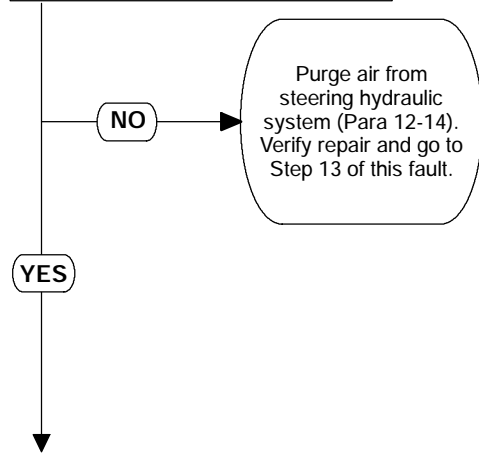 Purge air from
steering hydraulic
system (Para 12-14).
Verify repair and go to
Step 13 of this fault.
NO
YES